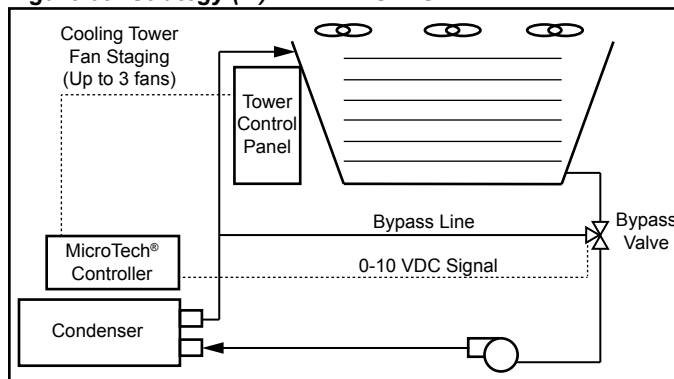 Cooling Tower
Fan Staging
(Up to 3 fans)
Tower
Control
Panel
Bypass Line
Bypass
Valve
MicroTech®
Controller
0-10 VDC Signal
Condenser